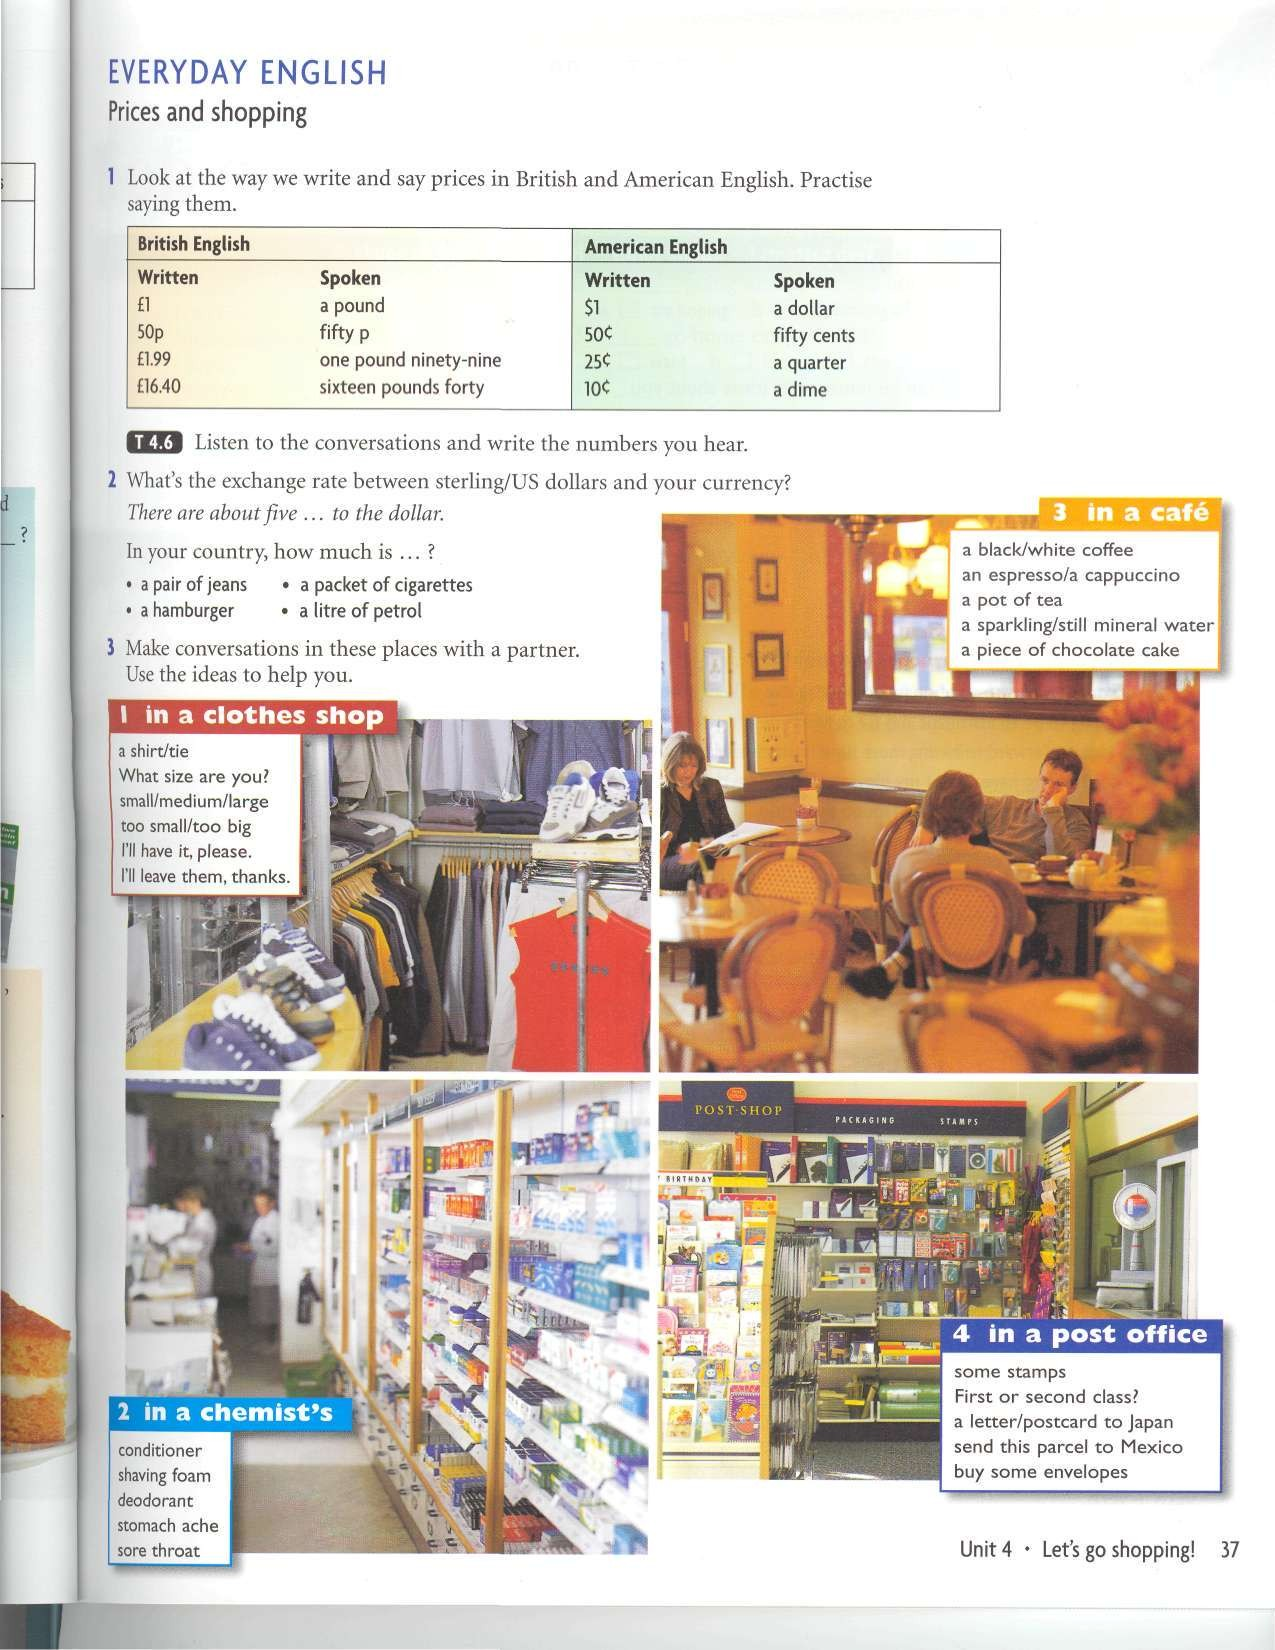 EVERYDAY ENGLISH
Prices and shopping
1 Look at the way we write and say prices in British and American English. Practise
saying them.
British English American English
Written Spoken Written Spoken
£1 a pound $1 a dollar
50p fifty p 50¢ fifty cents
£1.99 one pound ninety-nine 25¢ a quarter
£16.40 sixteen pounds forty 10¢ a dime
T 4.6 Listen to the conversations and write the numbers you hear.
2 What's the exchange rate between sterling/US dollars and your currency?
There are about five ... to the dollar.
In your country, how much is ... ?
• a pair of jeans • a packet of cigarettes
• a hamburger • a litre of petrol
3 Make conversations in these places with a partner.
Use the ideas to help you.
1 in a clothes shop
a shirt/tie
What size are you?
small/medium/large
too small/too big
I'll have it, please.
I'll leave them, thanks.
2 in a chemist's
conditioner
shaving foam
deodorant
stomach ache
sore throat
3 in a café
a black/white coffee
an espresso/a cappuccino
a pot of tea
a sparkling/still mineral water
a piece of chocolate cake
POST·SHOP
PACKAGING STAMPS
BIRTHDAY
4 in a post office
some stamps
First or second class?
a letter/postcard to Japan
send this parcel to Mexico
buy some envelopes
Unit 4 • Let's go shopping! 37